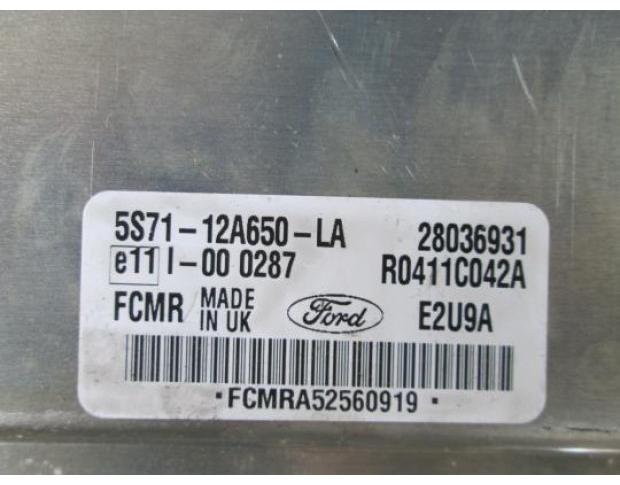 5S71-12A650-LA 28036931
e11 I-00 0287 R0411C042A
FCMR MADE IN UK Ford E2U9A
·FCMRA52560919·